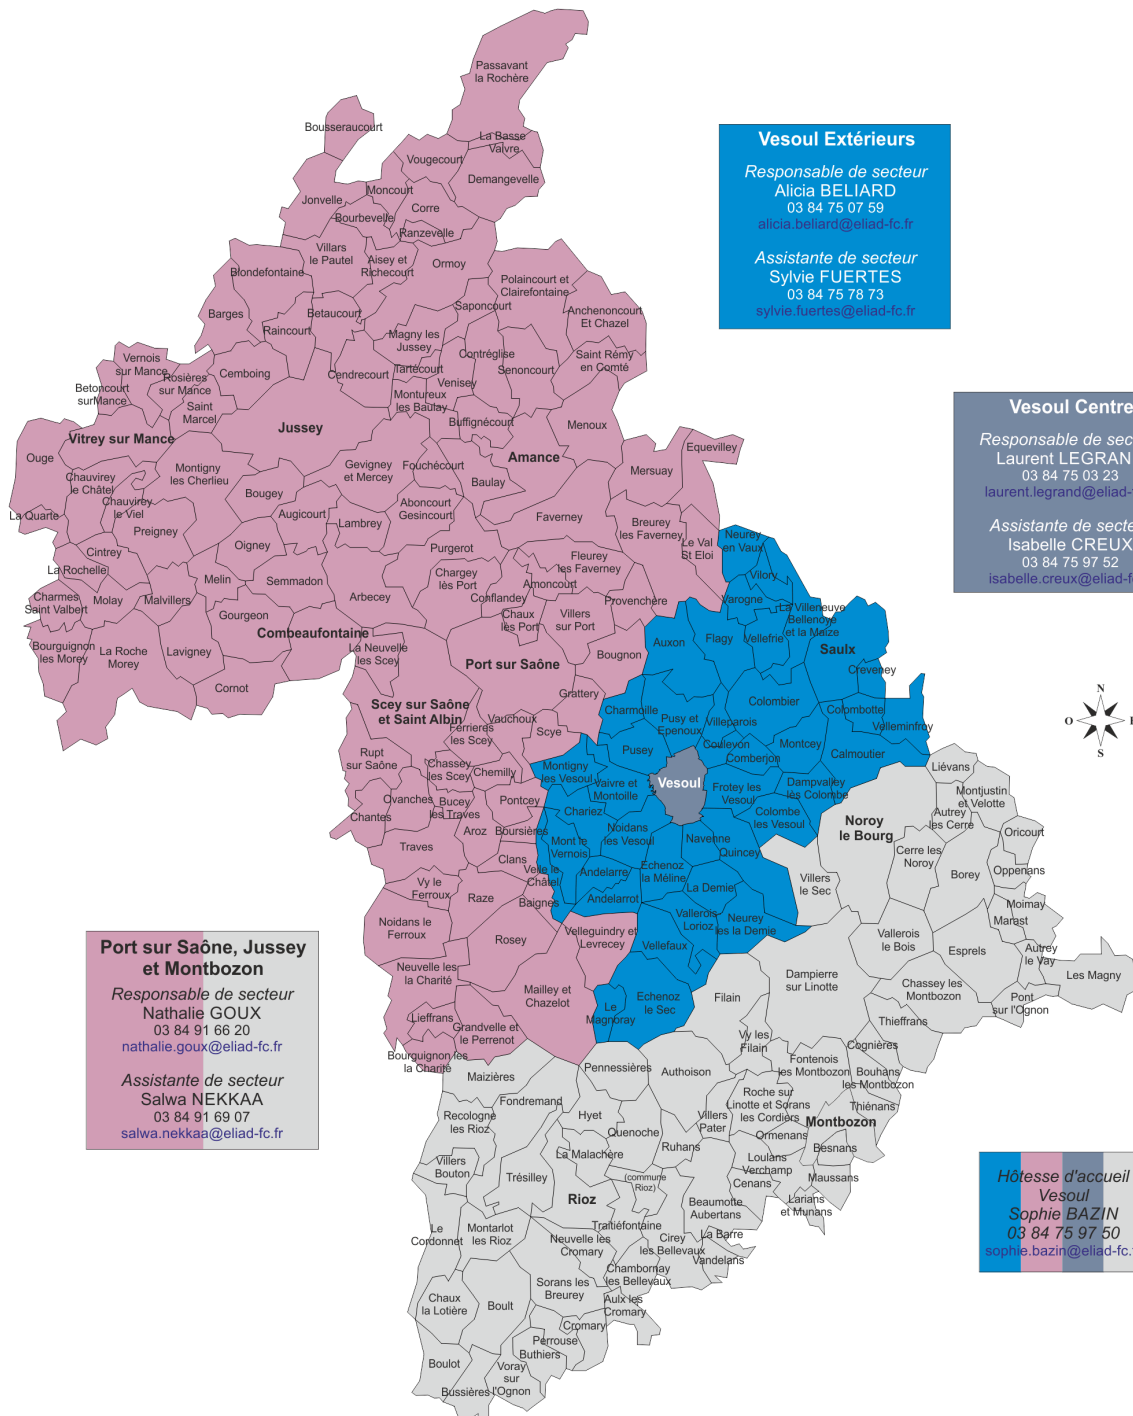 Passavant
la Rochère
Bousseraucourt
La Basse
Vaivre
Vougecourt
Demangevelle
Moncourt
Jonvelle
Corre
Bourbevelle
Ranzevelle
Villars
le Pautel
Aisey et
Richecourt
Ormoy
Blondefontaine
Polaincourt et
Clairefontaine
Saponcourt
Anchenoncourt
Et Chazel
Barges
Betaucourt
Raincourt
Magny les
Jussey
Contréglise
Saint Rémy
en Comté
Vernois
sur Mance
Tartécourt
Senoncourt
Cemboing
Cendrecourt
Rosières
sur Mance
Venisey
Betoncourt
surMance
Montureux
les Baulay
Saint
Marcel
Buffignécourt
Menoux
Jussey
Vitrey sur Mance
Equevilley
Ouge
Amance
Gevigney
et Mercey
Fouchécourt
Mersuay
Montigny
les Cherlieu
Chauvirey
le Châtel
Baulay
Bougey
Chauvirey
le Viel
Aboncourt
Gesincourt
La Quarte
Augicourt
Lambrey
Faverney
Breurey
les Faverney
Preigney
Le Val
St Eloi
Oigney
Purgerot
Cintrey
Fleurey
les Faverney
La Rochelle
Melin
Semmadon
Chargey
lès Port
Amoncourt
Charmes
Saint Valbert
Molay
Malvillers
Arbecey
Conflandey
Provenchère
Gourgeon
Chaux
lès Port
Villers
sur Port
Combeaufontaine
Bourguignon
les Morey
La Roche
Morey
Lavigney
La Neuvelle
les Scey
Port sur Saône
Bougnon
Cornot
Grattery
Scey sur Saône
et Saint Albin
Vauchoux
Ferrieres
les Scey
Scye
Rupt
sur Saône
Chassey
les Scey
Chemilly
Ovanches
Bucey
les Traves
Pontcey
Chantes
Aroz
Boursières
Traves
Clans
Velle le
Châtel
Vy le
Ferroux
Raze
Baignes
Noidans le
Ferroux
Rosey
Velleguindry et
Levrecey
Neuvelle les
la Charité
Mailley et
Chazelot
Lieffrans
Grandvelle et
le Perrenot
Bourguignon les
la Charité
Neurey
en Vaux
Vilory
Varogne
La Villeneuve
Bellenoye
et la Maize
Auxon
Flagy
Vellefrie
Saulx
Creveney
Charmoille
Colombier
Colombotte
Pusy et
Epenoux
Villeparois
Velleminfroy
Pusey
Coulevon
Montcey
Comberjon
Calmoutier
Montigny
les Vesoul
Vaivre et
Montoille
Vesoul
Frotey les
Vesoul
Dampvalley
lès Colombe
Chariez
Colombe
les Vesoul
Noidans
les Vesoul
Mont le
Vernois
Navenne
Quincey
Andelarre
Echenoz
la Méline
La Demie
Andelarrot
Vallerois
Lorioz
Neurey
les la Demie
Vellefaux
Echenoz
le Sec
Le
Magnoray
Liévans
Montjustin
et Velotte
Noroy
le Bourg
Autrey
les Cerre
Oricourt
Cerre les
Noroy
Borey
Oppenans
Villers
le Sec
Moimay
Marast
Vallerois
le Bois
Esprels
Autrey
le Vay
Les Magny
Dampierre
sur Linotte
Chassey les
Montbozon
Filain
Pont
sur l'Ognon
Thieffrans
Vy les
Filain
Cognières
Pennessières
Authoison
Fontenois
les Montbozon
Bouhans
les Montbozon
Maizières
Roche sur
Linotte et Sorans
les Cordiers
Fondremand
Thiénans
Recologne
les Rioz
Hyet
Villers
Pater
Montbozon
Quenoche
Ormenans
La Malachère
Ruhans
Besnans
Villers
Bouton
Loulans
Verchamp
Trésilley
(commune
Rioz)
Cenans
Maussans
Rioz
Beaumotte
Aubertans
Larians
et Munans
Le
Cordonnet
Montarlot
les Rioz
Traitiéfontaine
Neuvelle les
Cromary
Cirey
les Bellevaux
La Barre
Vandelans
Chambornay
les Bellevaux
Sorans les
Breurey
Chaux
la Lotière
Boult
Aulx les
Cromary
Cromary
Perrouse
Buthiers
Boulot
Voray
sur
l'Ognon
Bussières
Vesoul Extérieurs
Responsable de secteur
Alicia BELIARD
03 84 75 07 59
alicia.beliard@eliad-fc.fr
Assistante de secteur
Sylvie FUERTES
03 84 75 78 73
sylvie.fuertes@eliad-fc.fr
Vesoul Centre
Responsable de sec
Laurent LEGRAN
03 84 75 03 23
laurent.legrand@eliad-
Assistante de secte
Isabelle CREUX
03 84 75 97 52
isabelle.creux@eliad-fc
N
O
E
S
Port sur Saône, Jussey
et Montbozon
Responsable de secteur
Nathalie GOUX
03 84 91 66 20
nathalie.goux@eliad-fc.fr
Assistante de secteur
Salwa NEKKAA
03 84 91 69 07
salwa.nekkaa@eliad-fc.fr
Hôtesse d'accueil
Vesoul
Sophie BAZIN
03 84 75 97 50
sophie.bazin@eliad-fc.